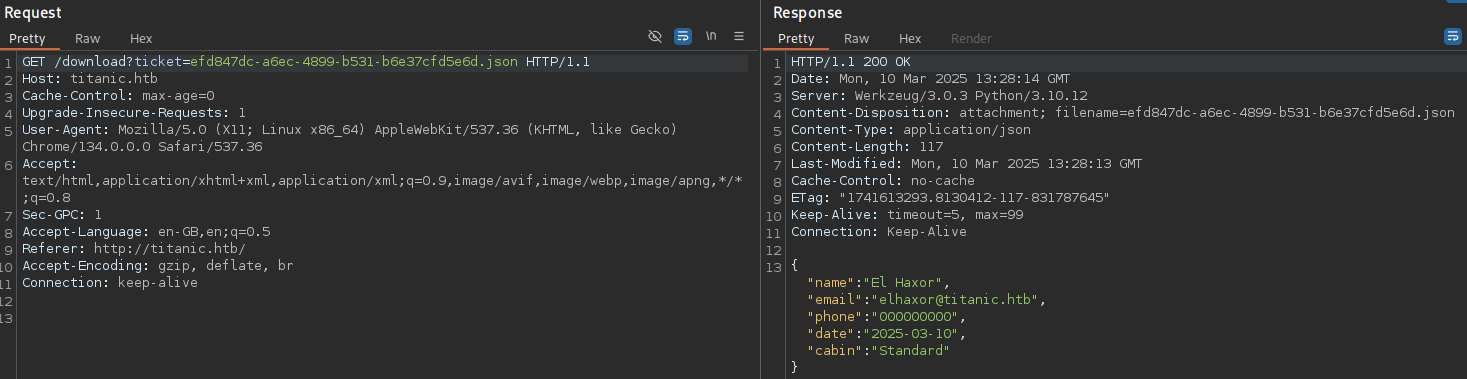 Request
Pretty Raw Hex
\n
1 GET /download?ticket=efd847dc-a6ec-4899-b531-b6e37cfd5e6d.json HTTP/1.1
2 Host: titanic.htb
3 Cache-Control: max-age=0
4 Upgrade-Insecure-Requests: 1
5 User-Agent: Mozilla/5.0 (X11; Linux x86_64) AppleWebKit/537.36 (KHTML, like Gecko)
Chrome/134.0.0.0 Safari/537.36
6 Accept:
text/html,application/xhtml+xml,application/xml;q=0.9,image/avif,image/webp,image/apng,*/*
;q=0.8
7 Sec-GPC: 1
8 Accept-Language: en-GB,en;q=0.5
9 Referer: http://titanic.htb/
10 Accept-Encoding: gzip, deflate, br
11 Connection: keep-alive
12
13
Response
Pretty Raw Hex Render
1 HTTP/1.1 200 OK
2 Date: Mon, 10 Mar 2025 13:28:14 GMT
3 Server: Werkzeug/3.0.3 Python/3.10.12
4 Content-Disposition: attachment; filename=efd847dc-a6ec-4899-b531-b6e37cfd5e6d.json
5 Content-Type: application/json
6 Content-Length: 117
7 Last-Modified: Mon, 10 Mar 2025 13:28:13 GMT
8 Cache-Control: no-cache
9 ETag: "1741613293.8130412-117-831787645"
10 Keep-Alive: timeout=5, max=99
11 Connection: Keep-Alive
12
13 {
"name":"El Haxor",
"email":"elhaxor@titanic.htb",
"phone":"000000000",
"date":"2025-03-10",
"cabin":"Standard"
}